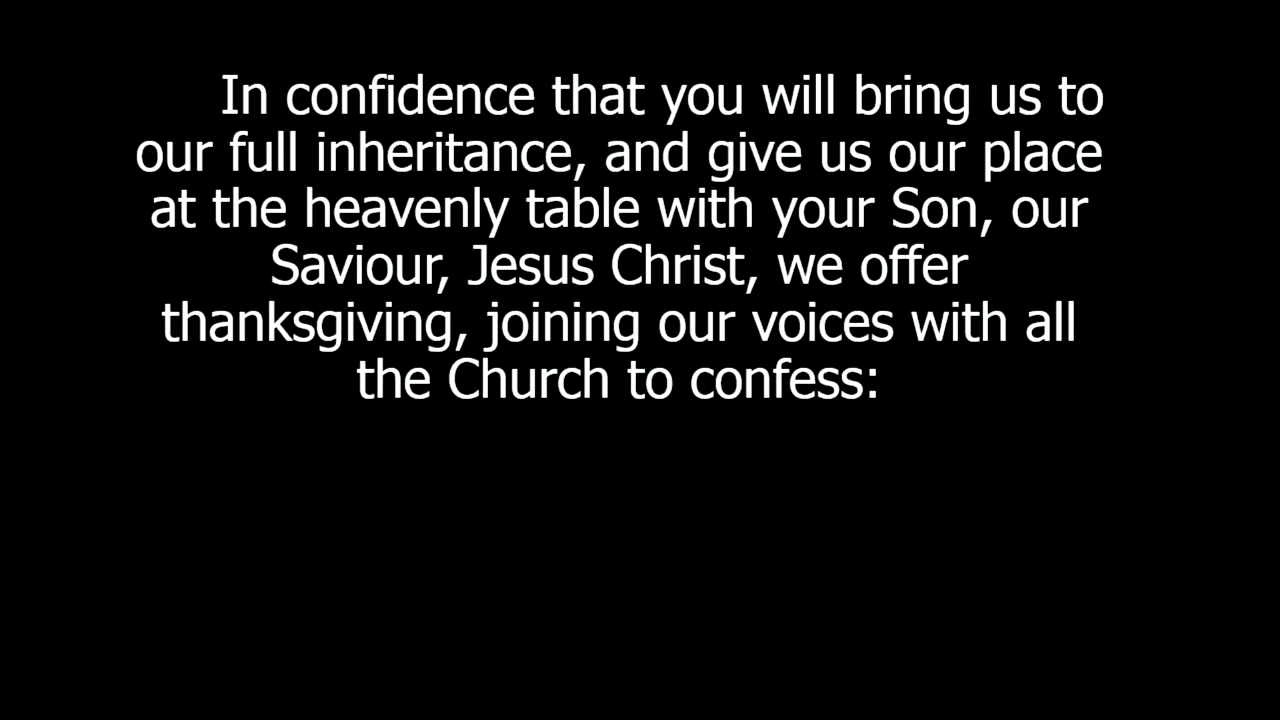 In confidence that you will bring us to
our full inheritance, and give us our place
at the heavenly table with your Son, our
Saviour, Jesus Christ, we offer
thanksgiving, joining our voices with all
the Church to confess: